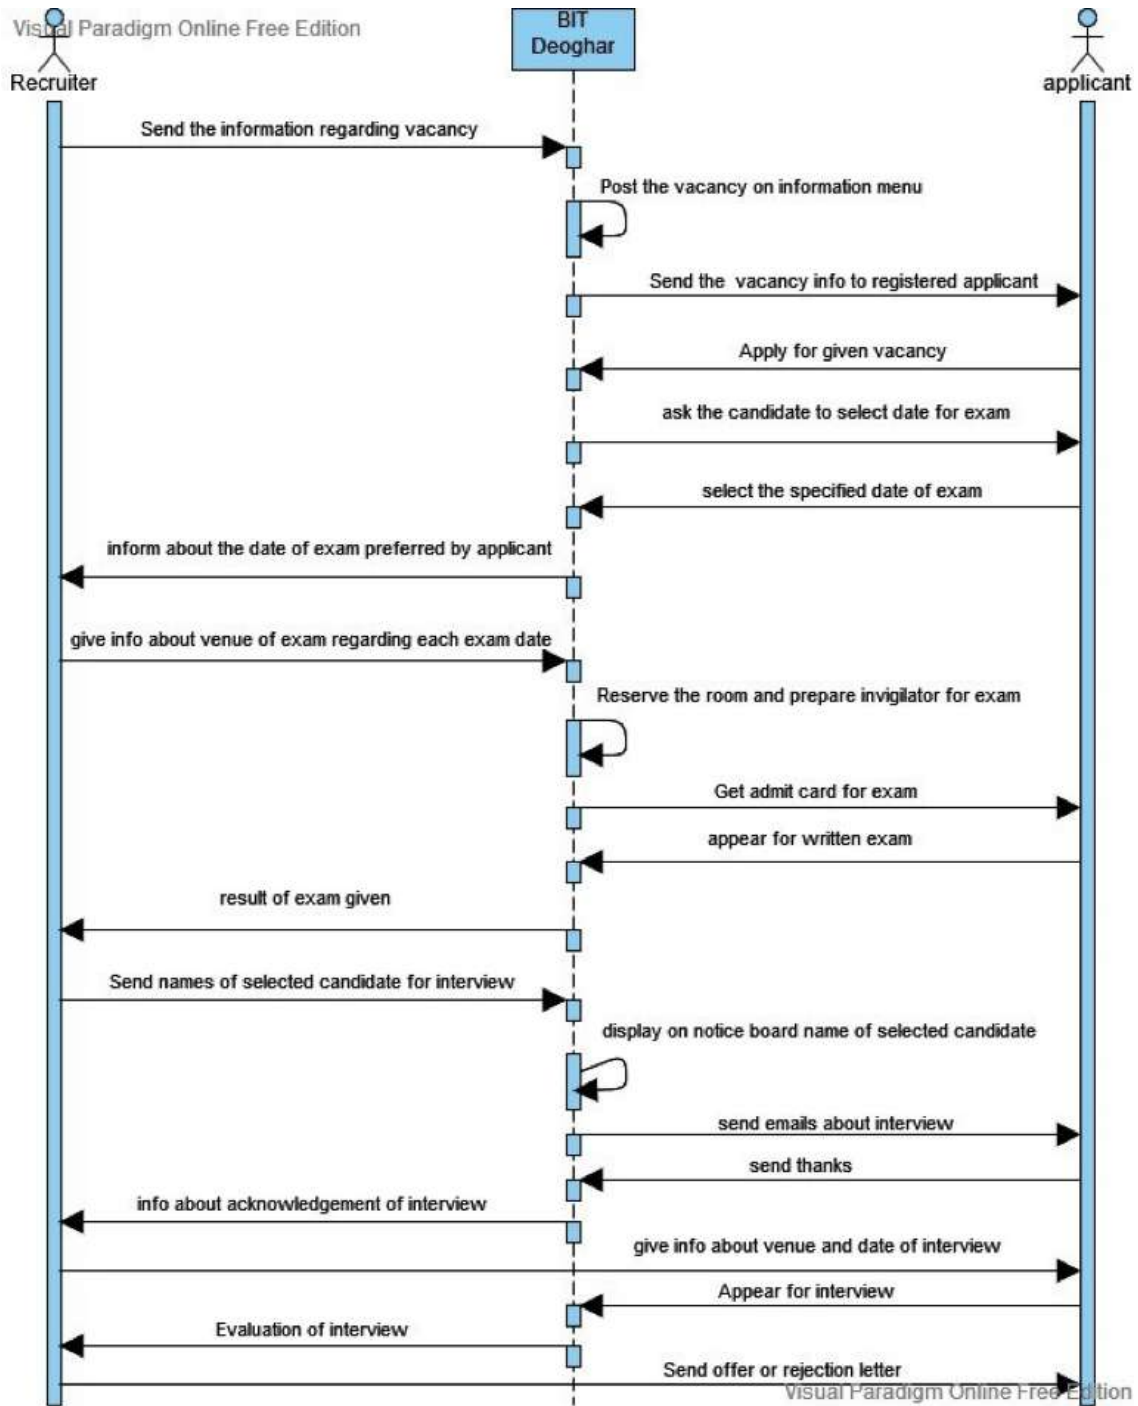 Visual Paradigm Online Free Edition
BIT
Deoghar
Recruiter
applicant
Send the information regarding vacancy
Post the vacancy on information menu
Send the vacancy info to registered applicant
Apply for given vacancy
ask the candidate to select date for exam
select the specified date of exam
inform about the date of exam preferred by applicant
give info about venue of exam regarding each exam date
Reserve the room and prepare invigilator for exam
Get admit card for exam
appear for written exam
result of exam given
Send names of selected candidate for interview
display on notice board name of selected candidate
send emails about interview
send thanks
info about acknowledgement of interview
give info about venue and date of interview
Appear for interview
Evaluation of interview
Send offer or rejection letter
Visual Paradigm Online Free Edition